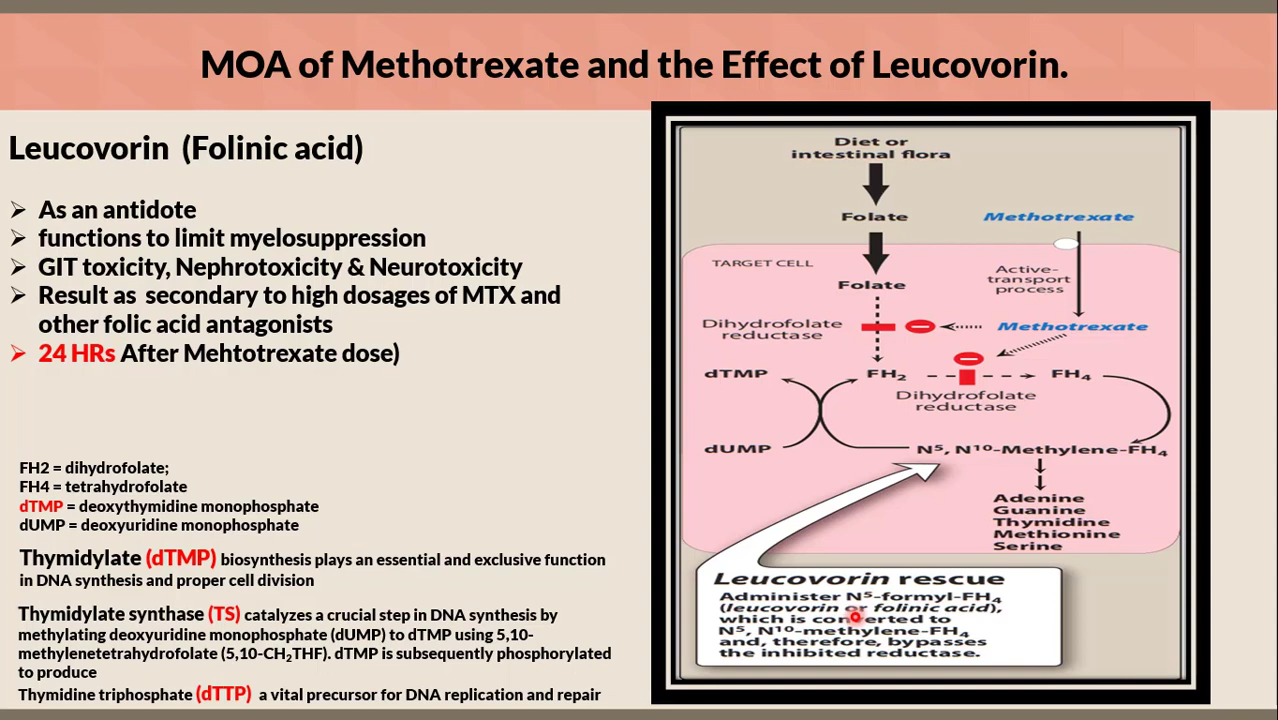 MOA of Methotrexate and the Effect of Leucovorin.
Leucovorin (Folinic acid)
➢ As an antidote
➢ functions to limit myelosuppression
➢ GIT toxicity, Nephrotoxicity & Neurotoxicity
➢ Result as secondary to high dosages of MTX and
other folic acid antagonists
➢ 24 HRs After Mehtotrexate dose)
FH2 = dihydrofolate;
FH4 = tetrahydrofolate
dTMP = deoxythymidine monophosphate
dUMP = deoxyuridine monophosphate
Thymidylate (dTMP) biosynthesis plays an essential and exclusive function
in DNA synthesis and proper cell division
Thymidylate synthase (TS) catalyzes a crucial step in DNA synthesis by
methylating deoxyuridine monophosphate (dUMP) to dTMP using 5,10-
methylenetetrahydrofolate (5,10-CH₂THF). dTMP is subsequently phosphorylated
to produce
Thymidine triphosphate (dTTP) a vital precursor for DNA replication and repair
Diet or
intestinal flora
Folate
Methotrexate
TARGET CELL
Active-
transport
process
Folate
Dihydrofolate
reductase
Methotrexate
dTMP
FH₂
FH₄
Dihydrofolate
reductase
dUMP
N⁵, N¹⁰-Methylene-FH₄
Adenine
Guanine
Thymidine
Methionine
Serine
Leucovorin rescue
Administer N⁵-formyl-FH₄
(leucovorin or folinic acid),
which is converted to
N⁵, N¹⁰-methylene-FH₄
and, therefore, bypasses
the inhibited reductase.